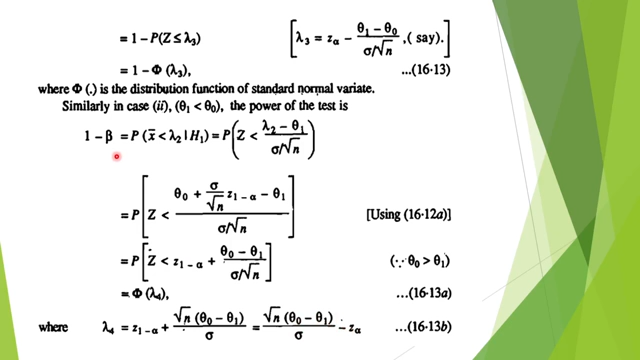 = 1 – P(Z ≤ λ₃) [λ₃ = z_α – (θ₁ – θ₀)/(σ/√n) ,( say).]
= 1 – Φ (λ₃), ...(16·13)
where Φ (.) is the distribution function of standard normal variate.
Similarly in case (ii), (θ₁ < θ₀), the power of the test is
1 – β = P (x̄ < λ₂ | H₁) = P(Z < (λ₂ – θ₁)/(σ/√n))
= P[Z < (θ₀ + (σ/√n) z₁₋α – θ₁)/(σ/√n)] [Using (16·12a)]
= P[Z < z₁₋α + (θ₀ – θ₁)/(σ/√n)] (∵ θ₀ > θ₁)
= Φ (λ₄), ...(16·13a)
where λ₄ = z₁₋α + √n (θ₀ – θ₁)/σ = √n (θ₀ – θ₁)/σ – z_α ...(16·13b)